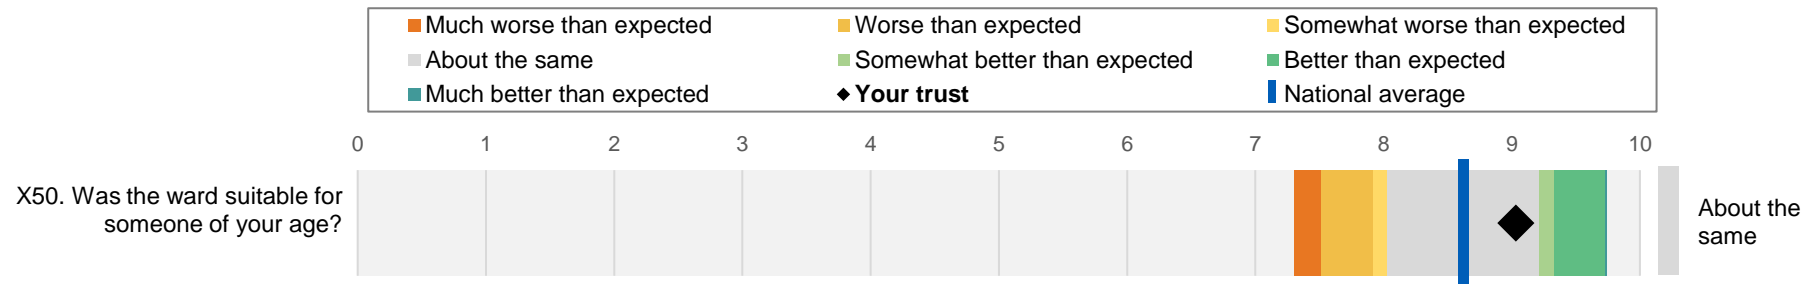 Much worse than expected
Worse than expected
Somewhat worse than expected
About the same
Somewhat better than expected
Better than expected
Much better than expected
Your trust
National average
0 1 2 3 4 5 6 7 8 9 10
X50. Was the ward suitable for
someone of your age?
About the
same